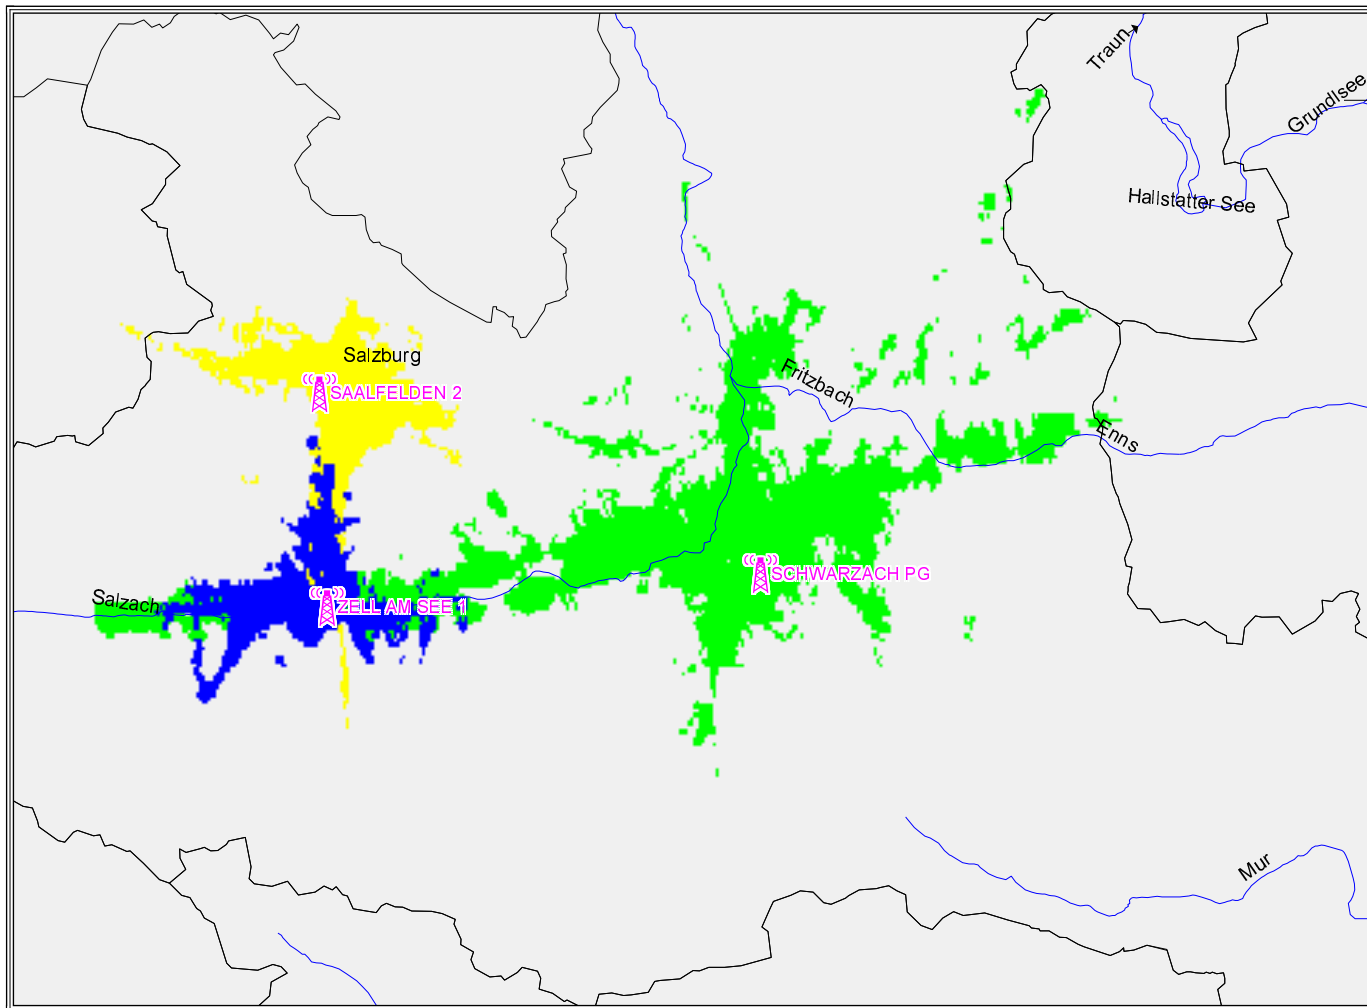 Traun
Grundlsee
Hallstatter See
Salzburg
SAALFELDEN 2
Fritzbach
Enns
SCHWARZACH PG
Salzach
ZELL AM SEE 1
Mur